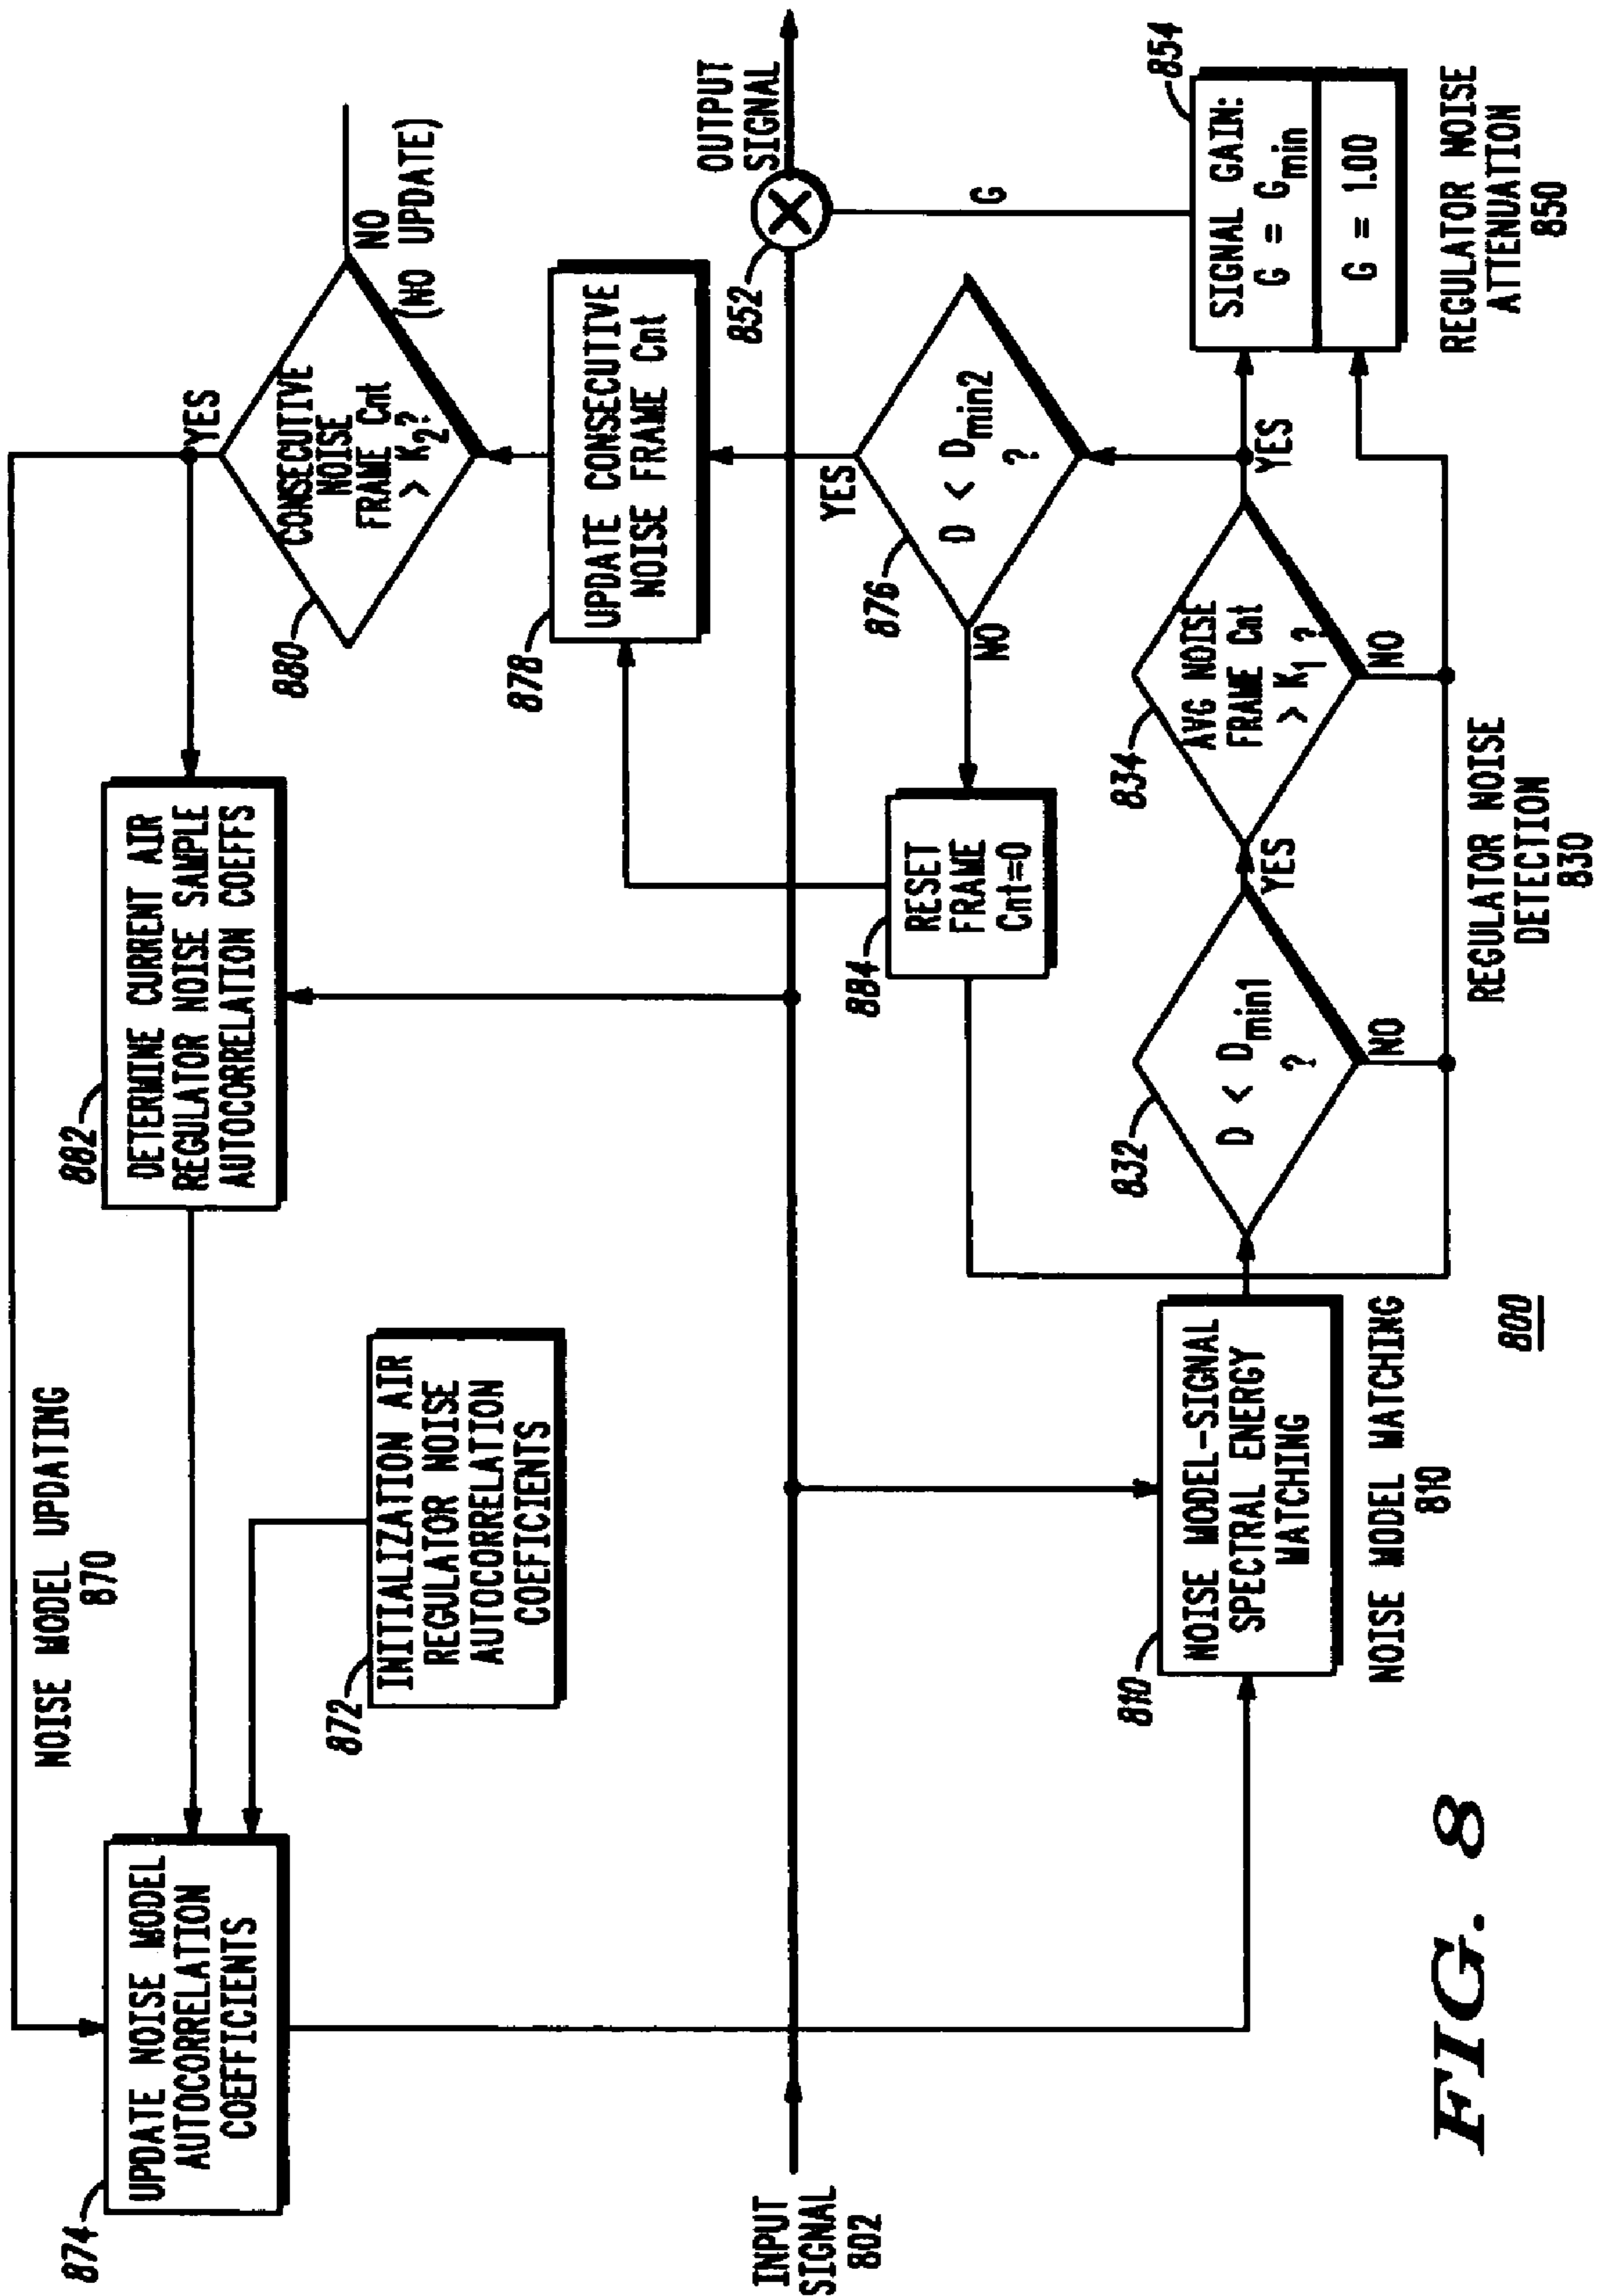 NOISE MODEL UPDATING
870
874
UPDATE NOISE MODEL
AUTOCORRELATION
COEFFICIENTS
882
DETERMINE CURRENT AIR
REGULATOR NOISE SAMPLE
AUTOCORRELATION COEFFS
YES
880
CONSECUTIVE
NOISE
FRAME Cnt
> K2?
NO
(NO UPDATE)
872
INITIALIZATION AIR
REGULATOR NOISE
AUTOCORRELATION
COEFICIENTS
878
UPDATE CONSECUTIVE
NOISE FRAME Cnt
INPUT
SIGNAL
802
852
OUTPUT
SIGNAL
YES
884
RESET
FRAME
Cnt=0
NO
876
D < Dmin2
?
G
810
NOISE MODEL-SIGNAL
SPECTRAL ENERGY
MATCHING
832
D < Dmin1
?
YES
NO
834
AVG NOISE
FRAME Cnt
> K1 ?
YES
NO
854
SIGNAL GAIN:
G = Gmin
G = 1.00
NOISE MODEL MATCHING
810
REGULATOR NOISE
DETECTION
830
REGULATOR NOISE
ATTENUATION
850
800
FIG. 8